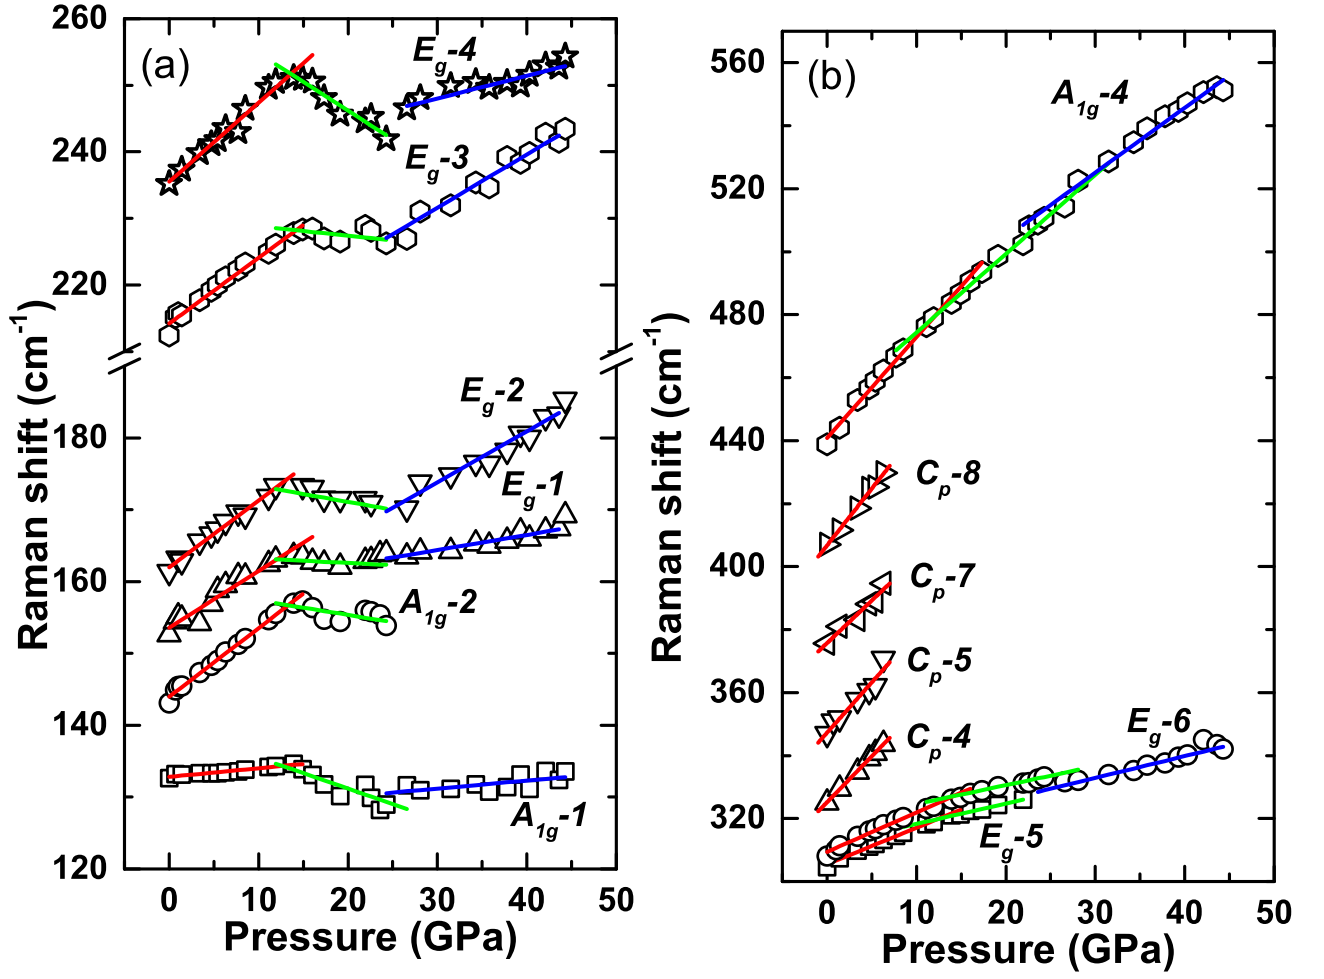 (a)
260
240
220
180
160
140
120
Raman shift (cm⁻¹)
E_g-4
E_g-3
E_g-2
E_g-1
A_1g-2
A_1g-1
0 10 20 30 40 50
Pressure (GPa)
(b)
560
520
480
440
400
360
320
Raman shift (cm⁻¹)
A_1g-4
C_p-8
C_p-7
C_p-5
C_p-4
E_g-6
E_g-5
0 10 20 30 40 50
Pressure (GPa)